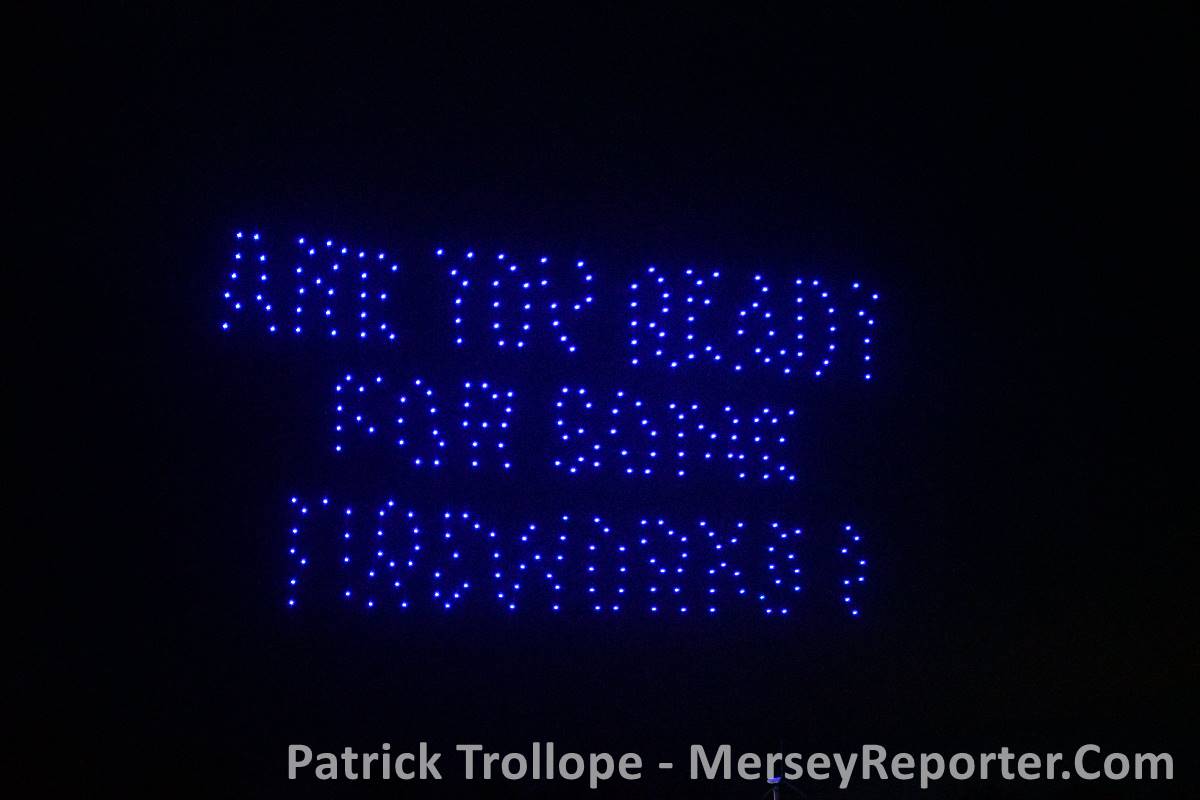 ARE YOU READY
FOR SOME
FIREWORKS ?
Patrick Trollope - MerseyReporter.Com